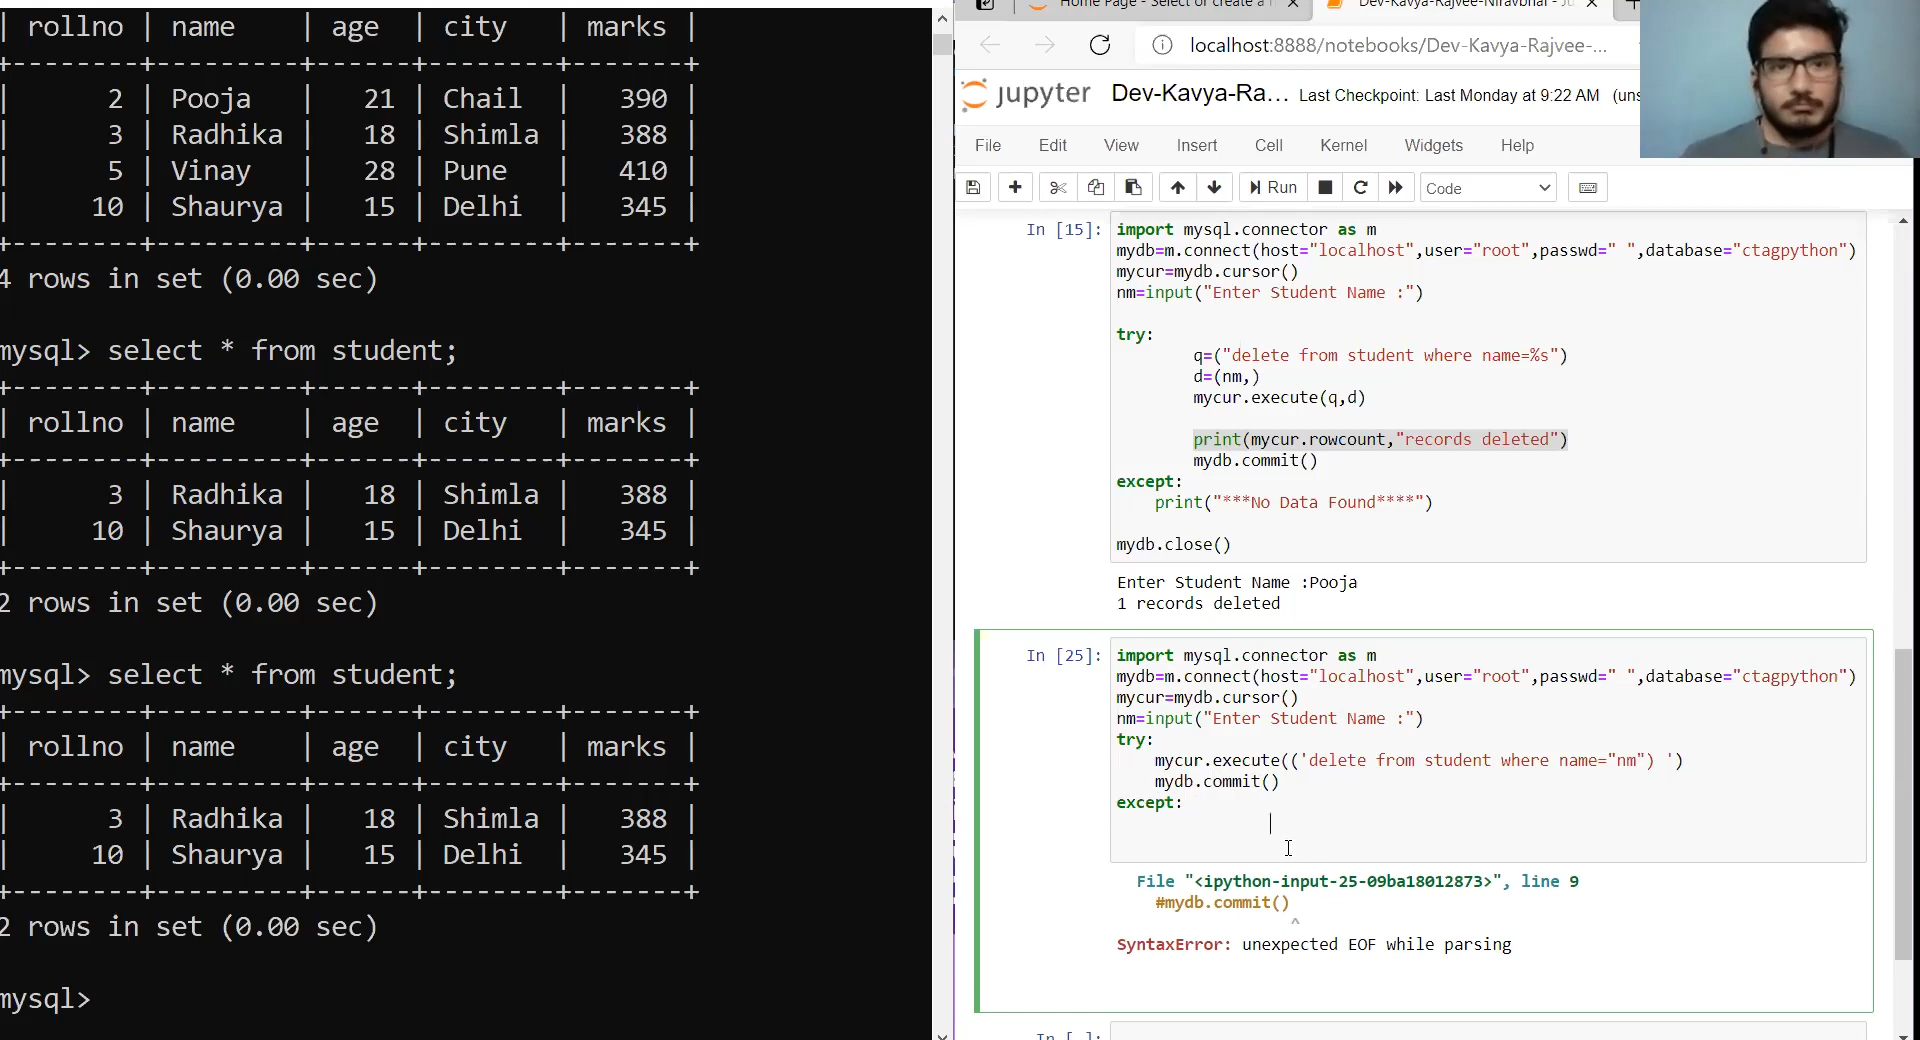 | rollno | name    | age  | city   | marks |
+--------+---------+------+--------+-------+
|      2 | Pooja   |   21 | Chail  |   390 |
|      3 | Radhika |   18 | Shimla |   388 |
|      5 | Vinay   |   28 | Pune   |   410 |
|     10 | Shaurya |   15 | Delhi  |   345 |
+--------+---------+------+--------+-------+
4 rows in set (0.00 sec)
mysql> select * from student;
+--------+---------+------+--------+-------+
| rollno | name    | age  | city   | marks |
+--------+---------+------+--------+-------+
|      3 | Radhika |   18 | Shimla |   388 |
|     10 | Shaurya |   15 | Delhi  |   345 |
+--------+---------+------+--------+-------+
2 rows in set (0.00 sec)
mysql> select * from student;
+--------+---------+------+--------+-------+
| rollno | name    | age  | city   | marks |
+--------+---------+------+--------+-------+
|      3 | Radhika |   18 | Shimla |   388 |
|     10 | Shaurya |   15 | Delhi  |   345 |
+--------+---------+------+--------+-------+
2 rows in set (0.00 sec)
mysql>
Home Page - Select or create a
Dev-Kavya-Rajvee-Niravbhai - Ju
localhost:8888/notebooks/Dev-Kavya-Rajvee-...
jupyter Dev-Kavya-Ra... Last Checkpoint: Last Monday at 9:22 AM (uns
File Edit View Insert Cell Kernel Widgets Help
Run Code
In [15]: import mysql.connector as m
mydb=m.connect(host="localhost",user="root",passwd=" ",database="ctagpython")
mycur=mydb.cursor()
nm=input("Enter Student Name :")
try:
        q=("delete from student where name=%s")
        d=(nm,)
        mycur.execute(q,d)
        print(mycur.rowcount,"records deleted")
        mydb.commit()
except:
    print("***No Data Found****")
mydb.close()
Enter Student Name :Pooja
1 records deleted
In [25]: import mysql.connector as m
mydb=m.connect(host="localhost",user="root",passwd=" ",database="ctagpython")
mycur=mydb.cursor()
nm=input("Enter Student Name :")
try:
    mycur.execute(('delete from student where name="nm") ')
    mydb.commit()
except:
File "<ipython-input-25-09ba18012873>", line 9
#mydb.commit()
^
SyntaxError: unexpected EOF while parsing
In [ ]: